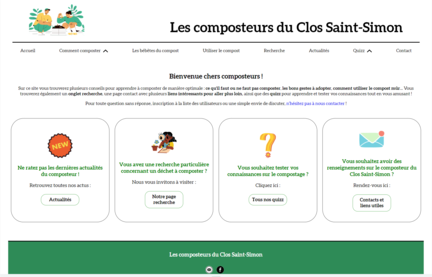 Les composteurs du Clos Saint-Simon
Accueil Comment composter Les bébêtes du compost Utiliser le compost Recherche Actualités Quizz Contact
Bienvenue chers composteurs !
Sur ce site vous trouverez plusieurs conseils pour apprendre à composter de manière optimale : ce qu'il faut ou ne faut pas composter, les bons gestes à adopter, comment utiliser le compost mûr... Vous
trouverez également un onglet recherche, une page contact avec plusieurs liens intéressants pour aller plus loin, ainsi que des quizz pour apprendre et tester vos connaissances tout en vous amusant !
Pour toute question sans réponse, inscription à la liste des utilisateurs ou une simple envie de discuter, n'hésitez pas à nous contacter !
NEW
Ne ratez pas les dernières actualités
du composteur !
Retrouvez toutes nos actus :
Actualités
Vous avez une recherche particulière
concernant un déchet à composter ?
Nous vous invitons à visiter :
Notre page
recherche
Vous souhaitez tester vos
connaissances sur le compostage ?
Cliquez ici :
Tous nos quizz
Vous souhaitez avoir des
renseignements sur le composteur du
Clos Saint-Simon ?
Rendez-vous ici :
Contacts et
liens utiles
Les composteurs du Clos Saint-Simon